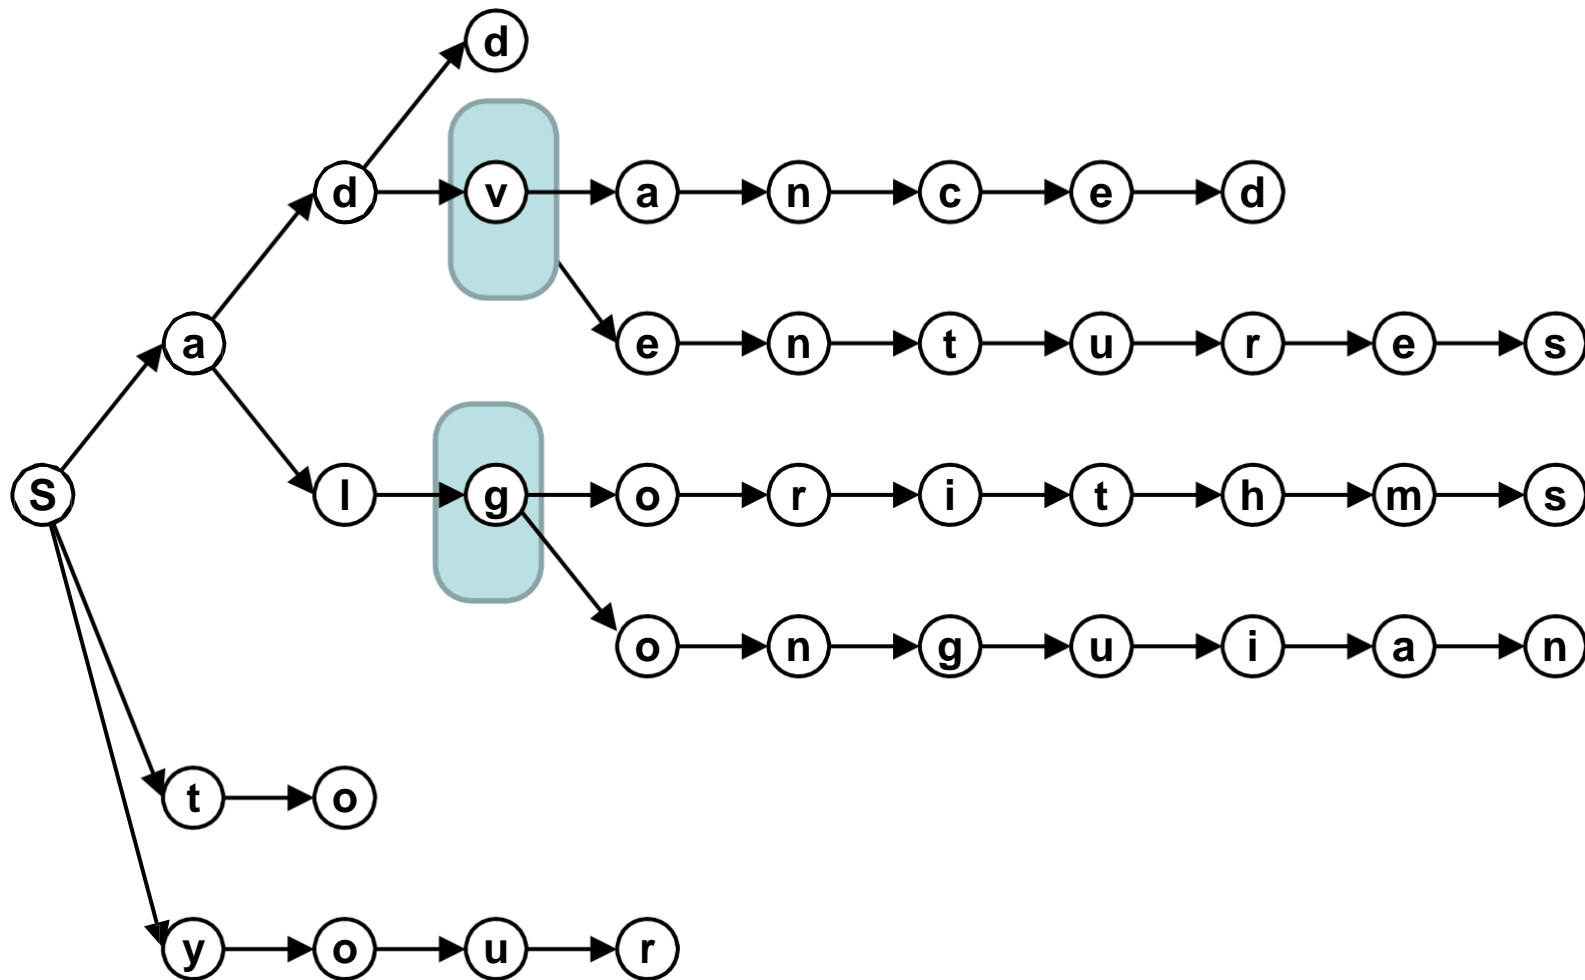 d
d v a n c e d
a e n t u r e s
S l g o r i t h m s
o n g u i a n
t o
y o u r